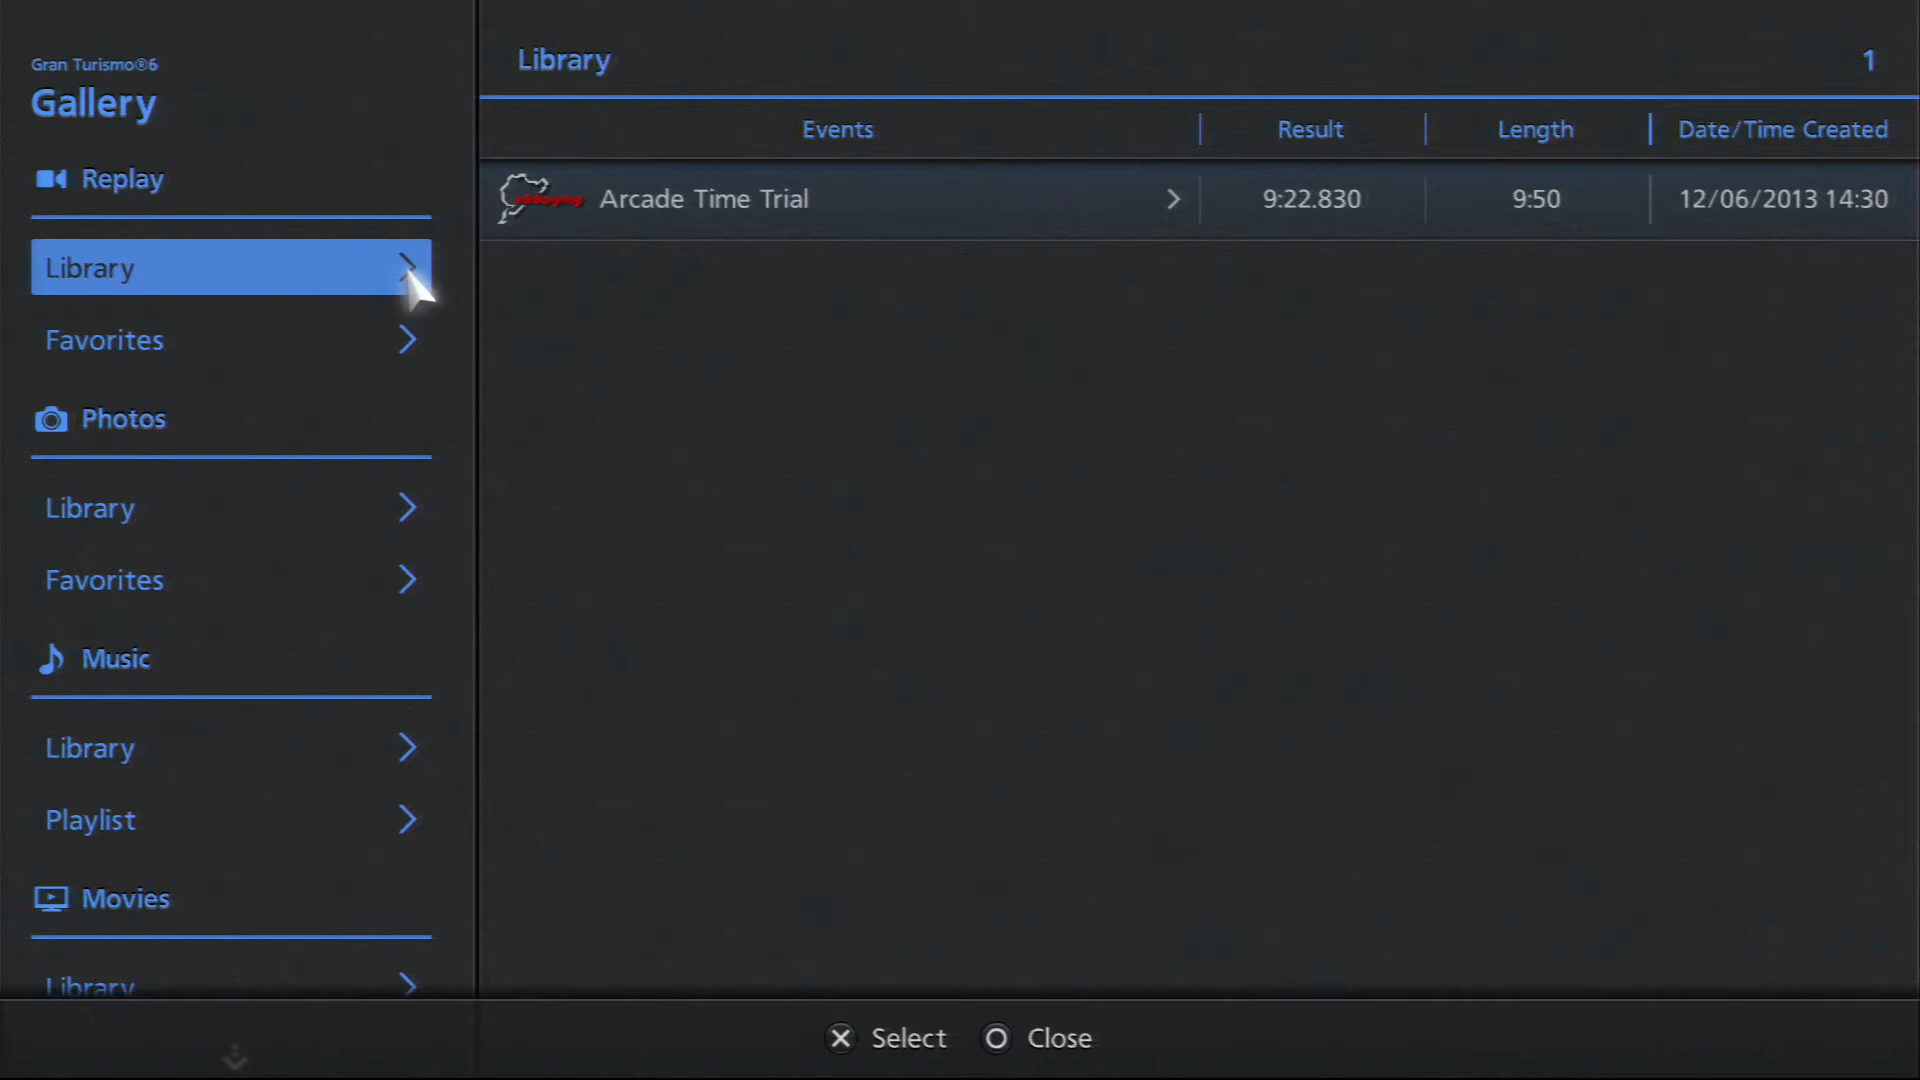 Gran Turismo®6
Gallery
Replay
Library
Favorites
Photos
Library
Favorites
Music
Library
Playlist
Movies
Library
Library 1
Events Result Length Date/Time Created
Arcade Time Trial 9:22.830 9:50 12/06/2013 14:30
Select Close